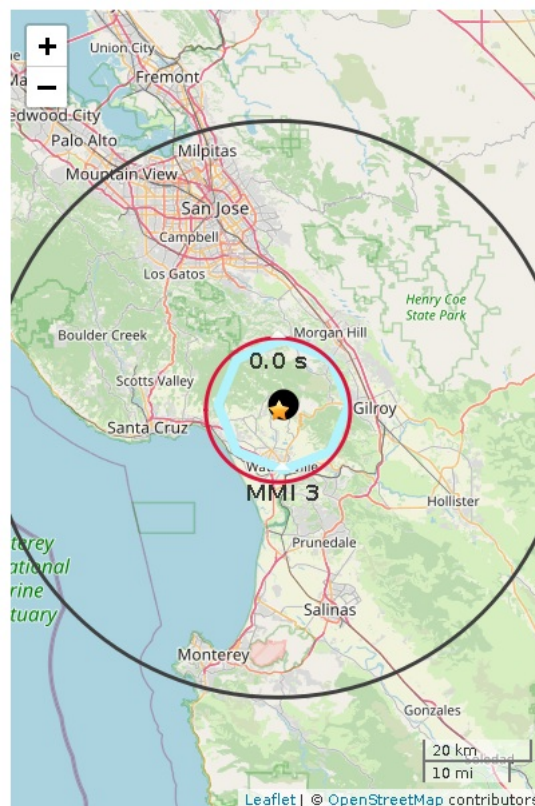 +
Union City
−
Fremont
edwood City
Palo Alto
Milpitas
Mountain View
San Jose
Campbell
Los Gatos
Henry Coe
State Park
Morgan Hill
Boulder Creek
0.0 s
Scotts Valley
Gilroy
Santa Cruz
MMI 3
Hollister
Prunedale
terey
ational
rine
tuary
Salinas
Monterey
Gonzales
20 km
10 mi
Leaflet | © OpenStreetMap contributors